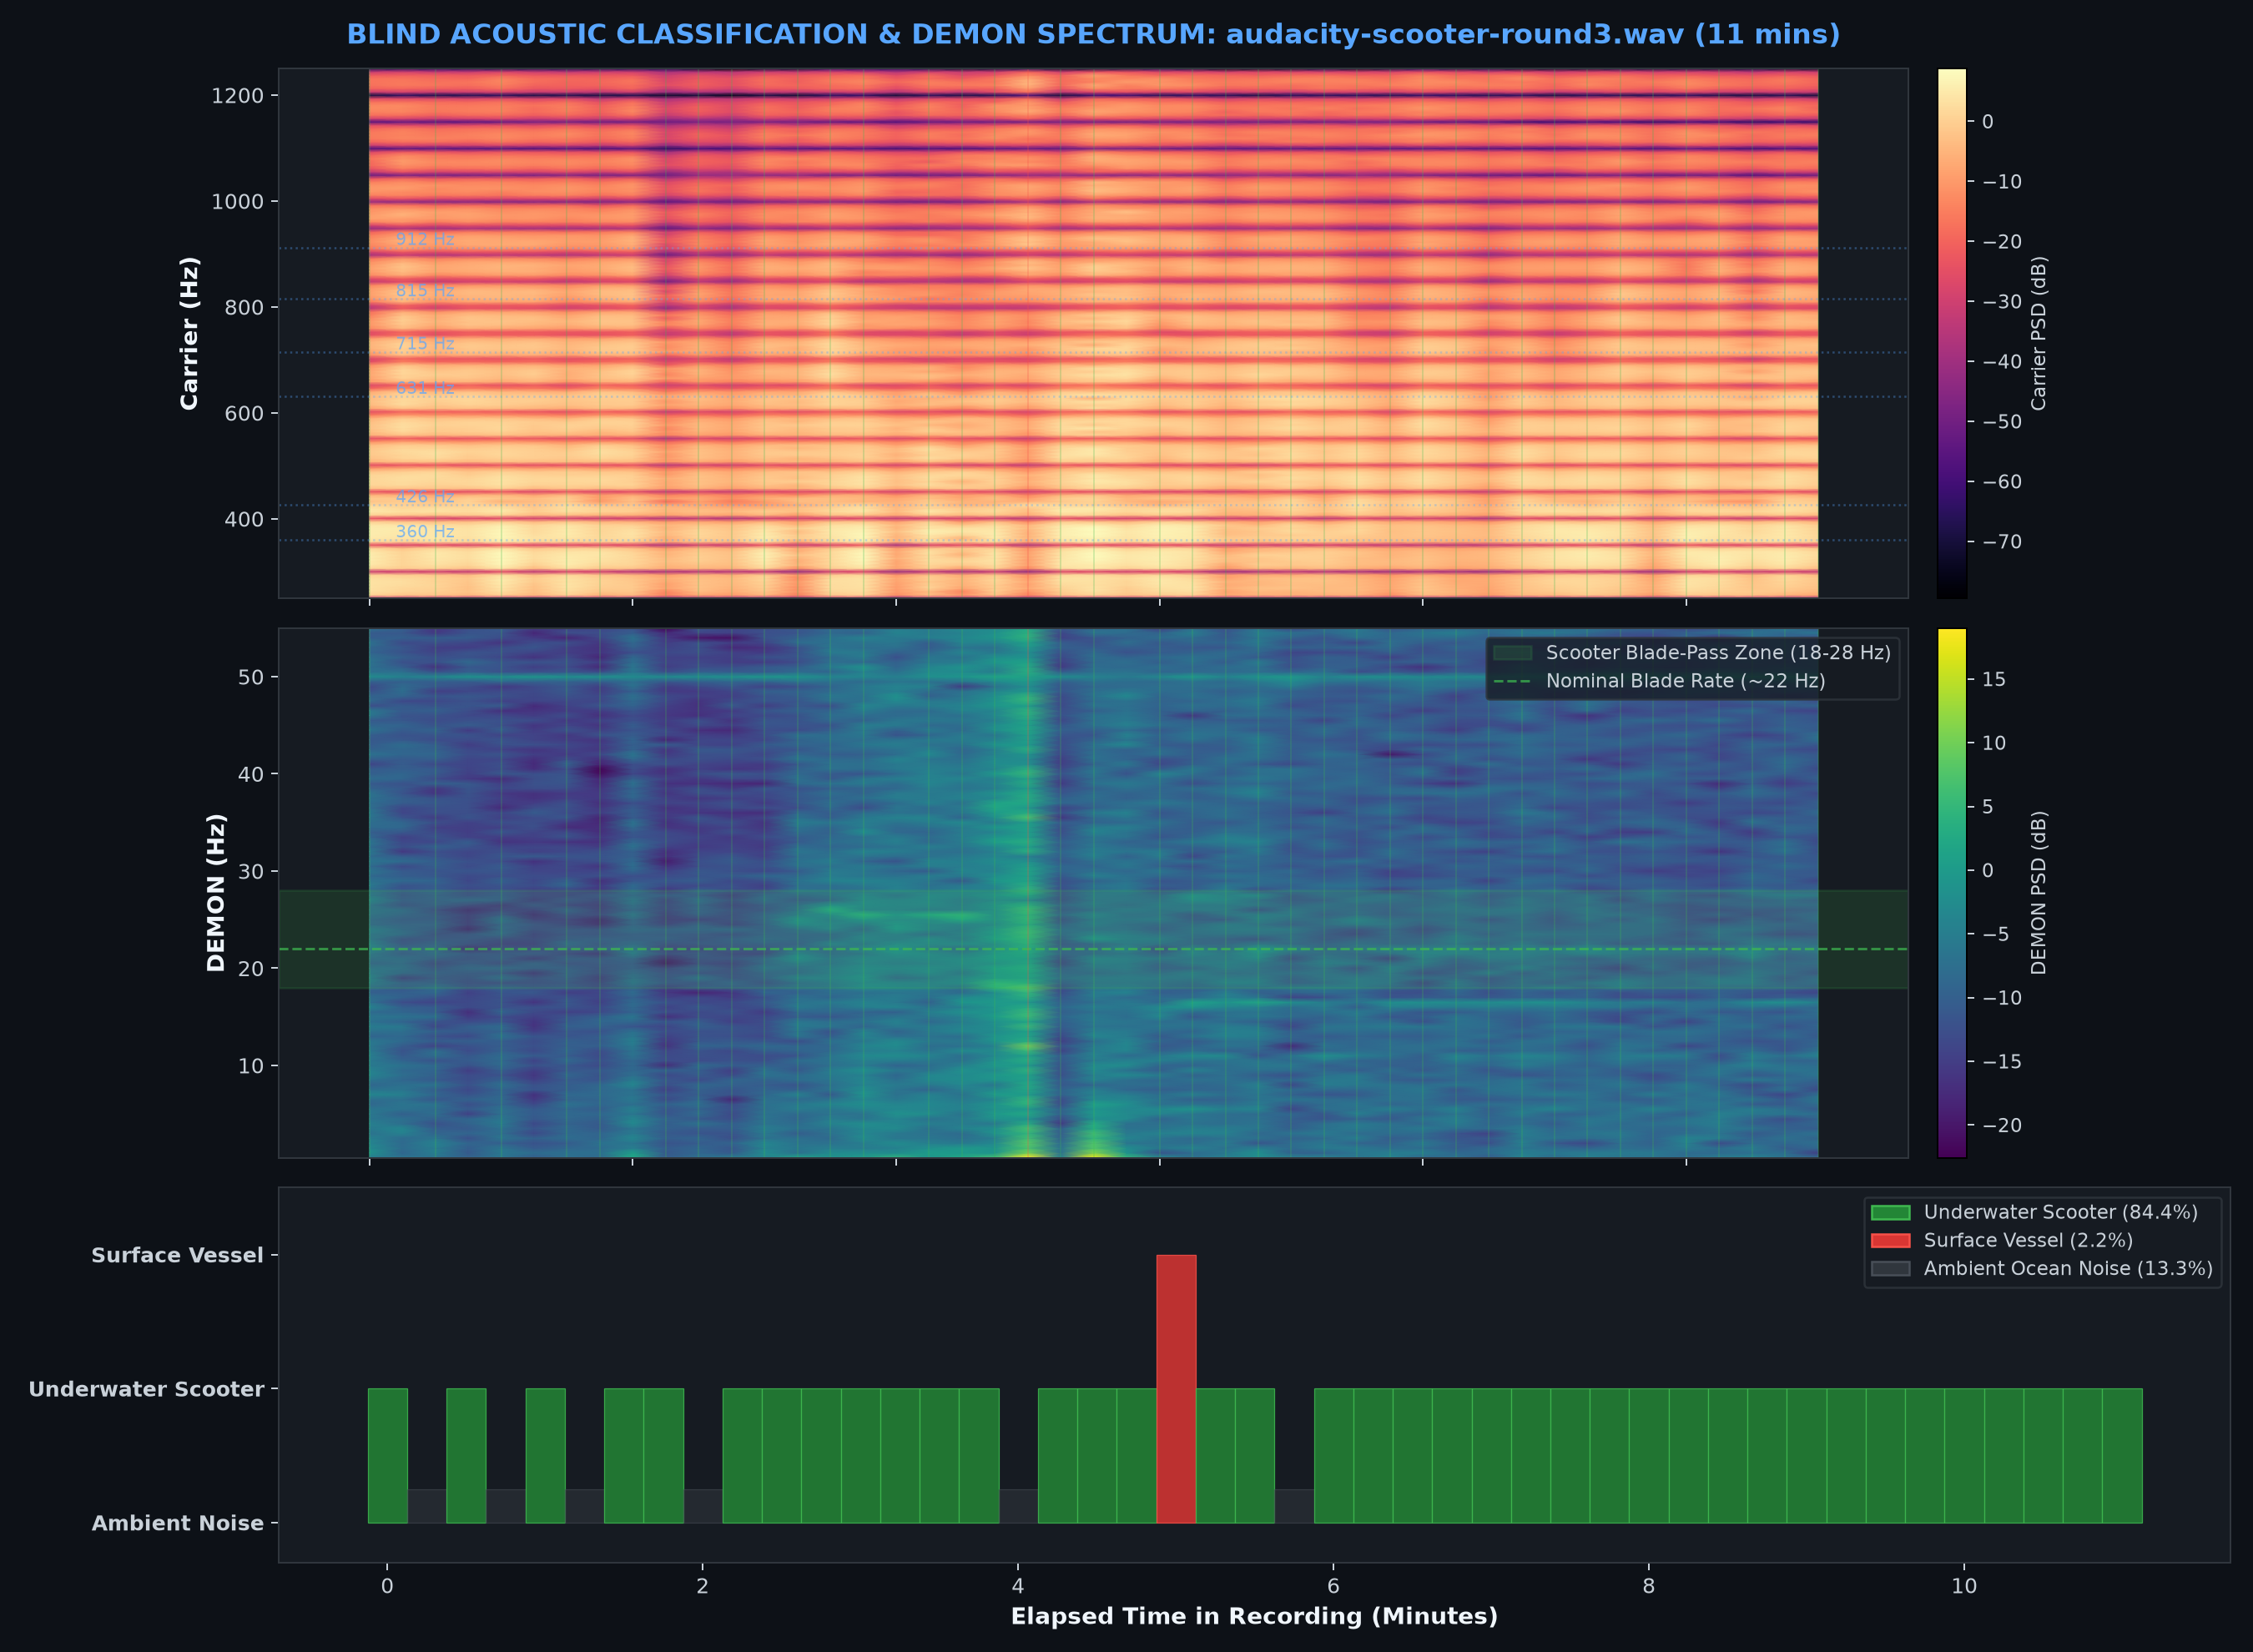 BLIND ACOUSTIC CLASSIFICATION & DEMON SPECTRUM: audacity-scooter-round3.wav (11 mins)
Carrier (Hz)
1200
1000
800
600
400
912 Hz
815 Hz
715 Hz
631 Hz
426 Hz
360 Hz
0
−10
−20
−30
−40
−50
−60
−70
Carrier PSD (dB)
DEMON (Hz)
50
40
30
20
10
Scooter Blade-Pass Zone (18-28 Hz)
Nominal Blade Rate (~22 Hz)
15
10
5
0
−5
−10
−15
−20
DEMON PSD (dB)
Surface Vessel
Underwater Scooter
Ambient Noise
Underwater Scooter (84.4%)
Surface Vessel (2.2%)
Ambient Ocean Noise (13.3%)
0 2 4 6 8 10
Elapsed Time in Recording (Minutes)